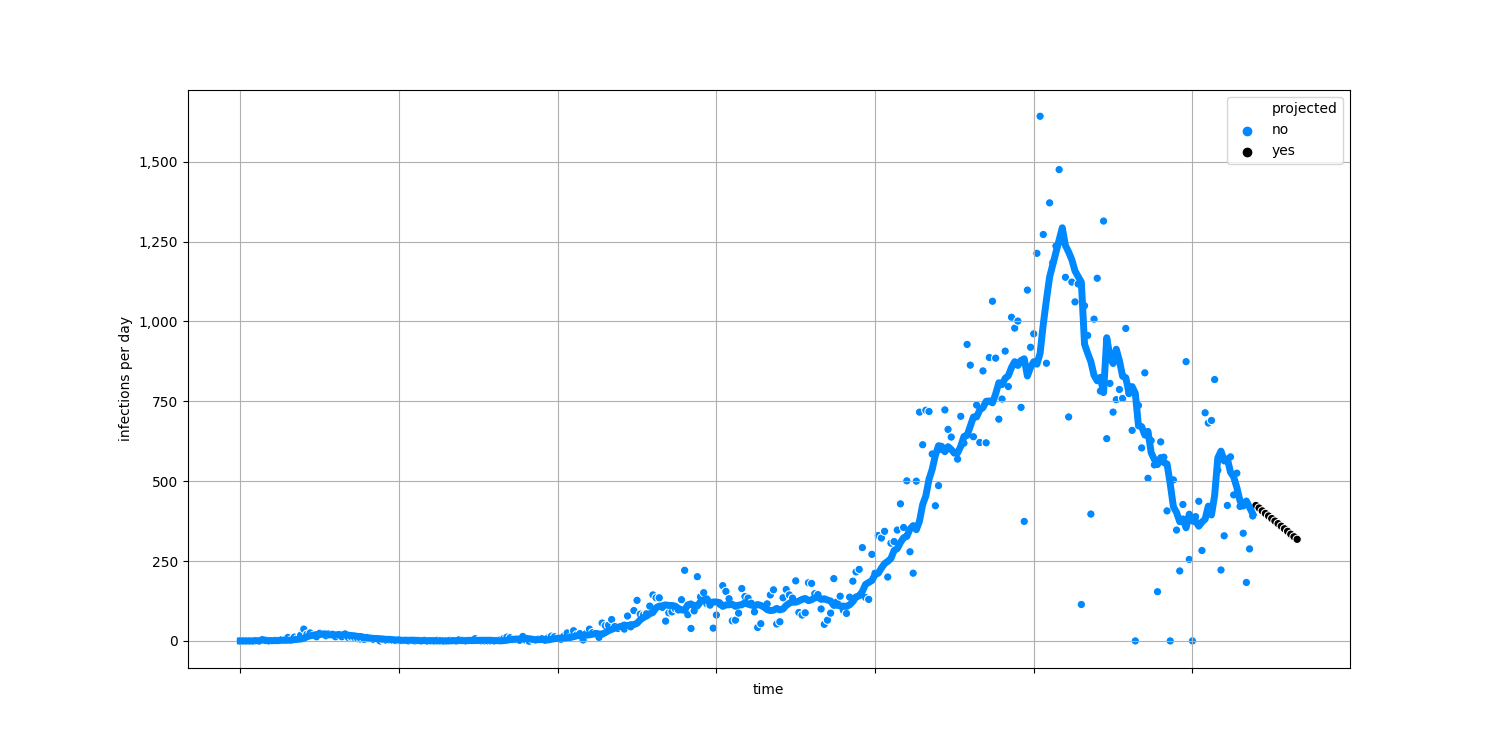 projected
no
yes
1,500
1,250
1,000
750
500
250
0
infections per day
time